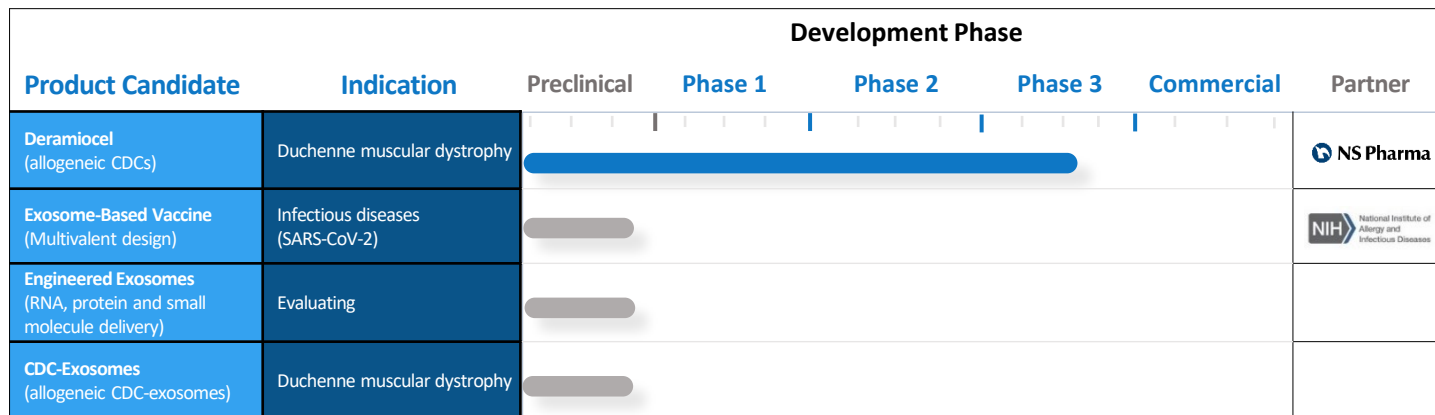 Development Phase
Product Candidate Indication Preclinical Phase 1 Phase 2 Phase 3 Commercial Partner
Deramiocel
(allogeneic CDCs)
Duchenne muscular dystrophy
NS Pharma
Exosome-Based Vaccine
(Multivalent design)
Infectious diseases
(SARS-CoV-2)
NIH
National Institute of
Allergy and
Infectious Diseases
Engineered Exosomes
(RNA, protein and small
molecule delivery)
Evaluating
CDC-Exosomes
(allogeneic CDC-exosomes)
Duchenne muscular dystrophy